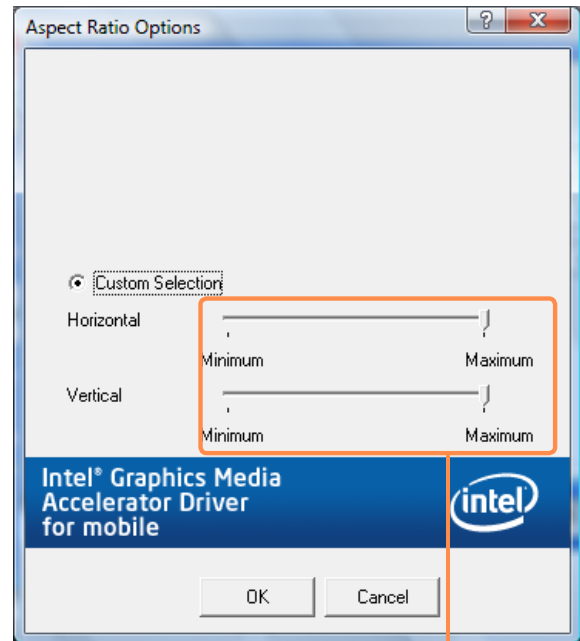 Aspect Ratio Options
? X
Custom Selection
Horizontal
Minimum Maximum
Vertical
Minimum Maximum
Intel® Graphics Media
Accelerator Driver
for mobile
intel
OK Cancel